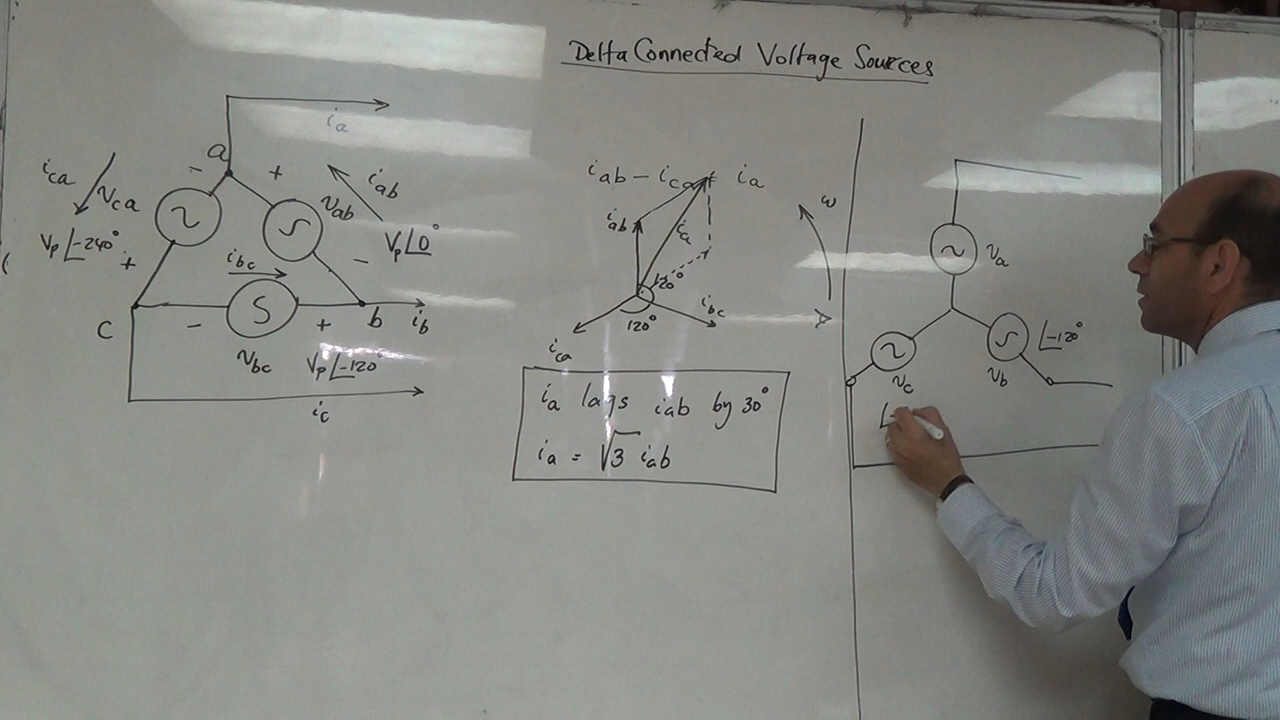 Delta Connected Voltage Sources
ia
a
- +
ica
vca
Vp∠-240°
+
iab
vab
Vp∠0°
-
ibc
c
- +
b
ib
vbc
Vp∠-120°
ic
iab - ica
ia
iab
ia
120°
ibc
120°
ica
ω
ia lags iab by 30°
ia = √3 iab
va
vb
∠-120°
vc
∠